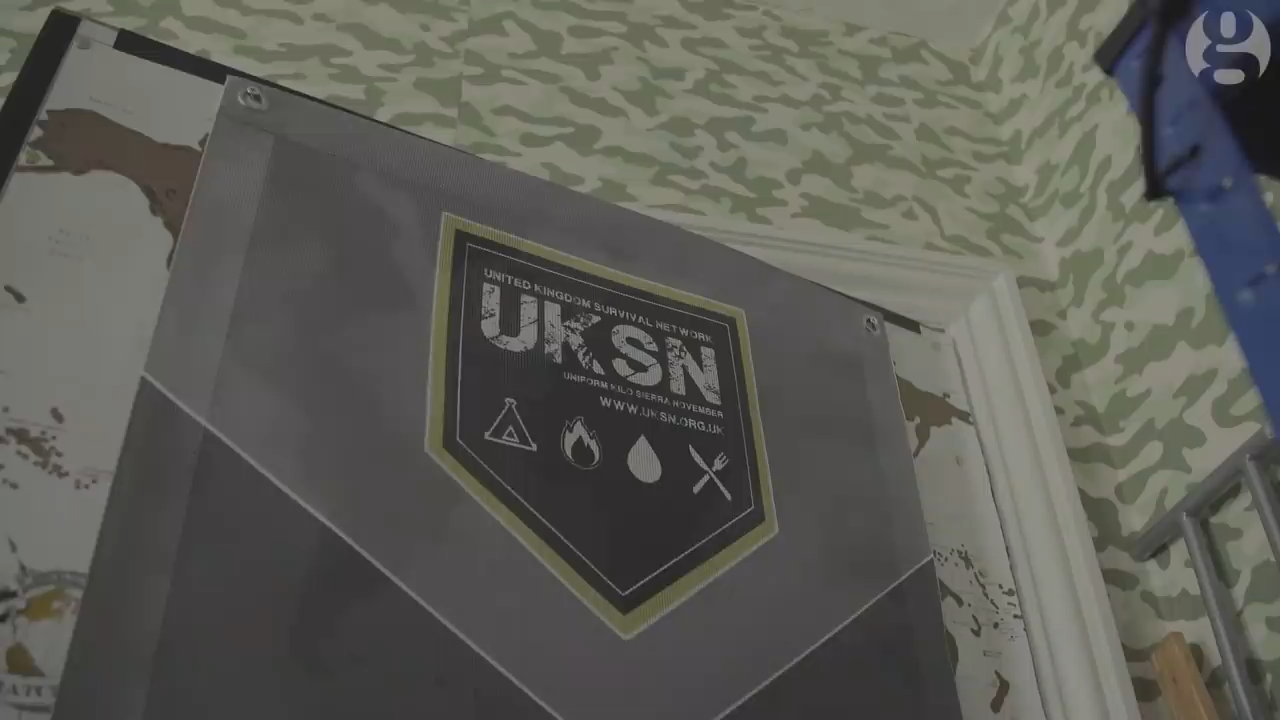 UNITED KINGDOM SURVIVAL NETWORK
UKSN
UNIFORM KILO SIERRA NOVEMBER
WWW.UKSN.ORG.UK
g